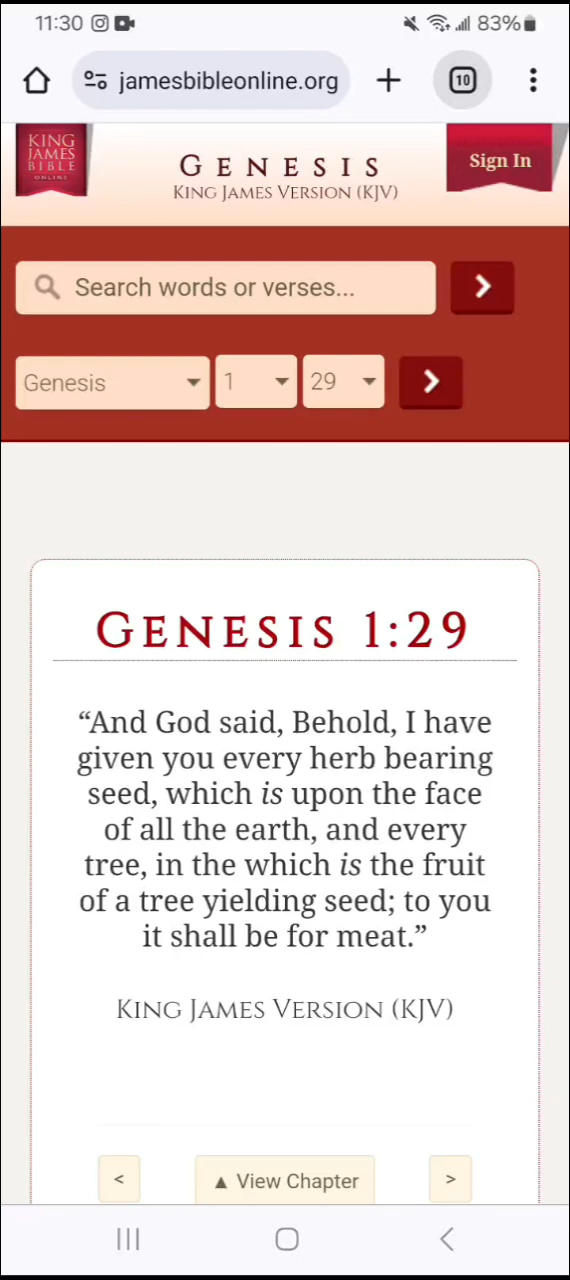 11:30
83%
jamesbibleonline.org
10
KING
JAMES
BIBLE
ONLINE
GENESIS
KING JAMES VERSION (KJV)
Sign In
Search words or verses...
Genesis
1
29
GENESIS 1:29
“And God said, Behold, I have
given you every herb bearing
seed, which is upon the face
of all the earth, and every
tree, in the which is the fruit
of a tree yielding seed; to you
it shall be for meat.”
KING JAMES VERSION (KJV)
<
▲ View Chapter
>